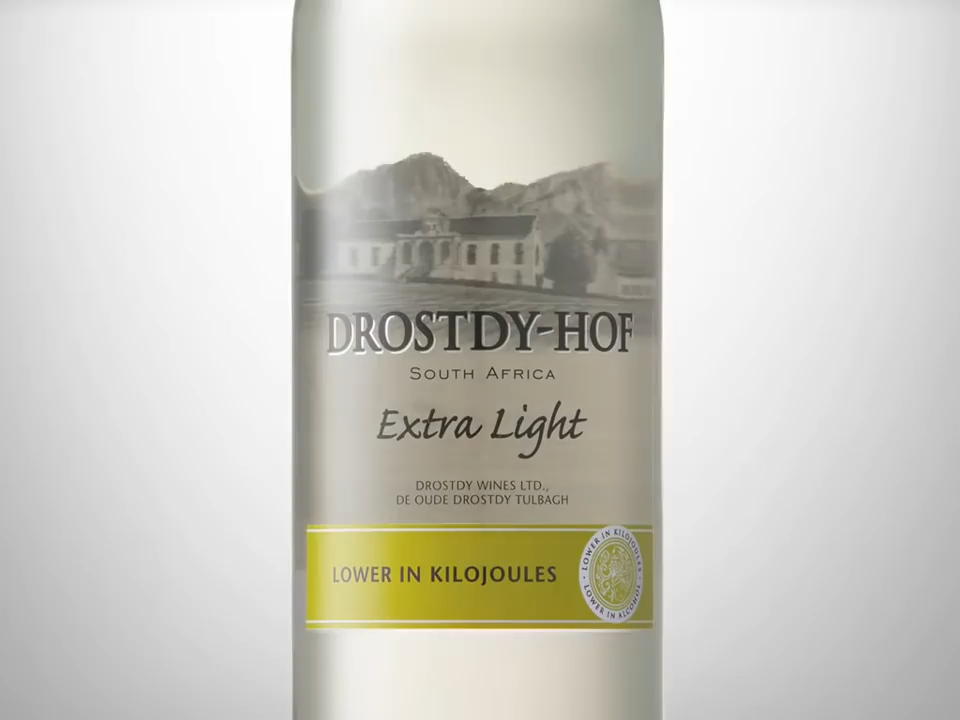 DROSTDY-HOF
SOUTH AFRICA
Extra Light
DROSTDY WINES LTD.,
DE OUDE DROSTDY TULBAGH
LOWER IN KILOJOULES
LOWER IN KILOJOULES
LOWER IN ALCOHOL